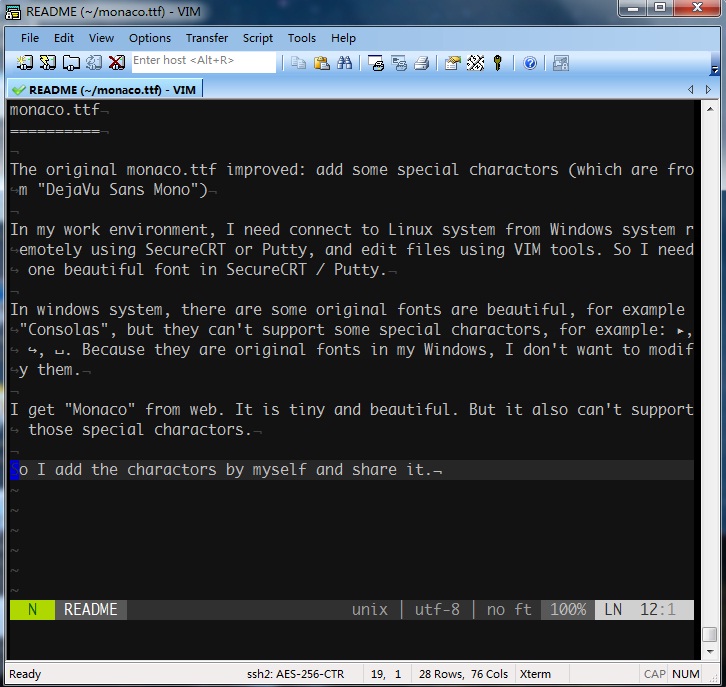 README (~/monaco.ttf) - VIM
File Edit View Options Transfer Script Tools Help
Enter host <Alt+R>
README (~/monaco.ttf) - VIM
monaco.ttf¬
==========¬
¬
The original monaco.ttf improved: add some special charactors (which are fro
↪m "DejaVu Sans Mono")¬
¬
In my work environment, I need connect to Linux system from Windows system r
↪emotely using SecureCRT or Putty, and edit files using VIM tools. So I need
↪ one beautiful font in SecureCRT / Putty.¬
¬
In windows system, there are some original fonts are beautiful, for example
↪"Consolas", but they can't support some special charactors, for example: ▸,
↪ ↪, ␣. Because they are original fonts in my Windows, I don't want to modif
↪y them.¬
¬
I get "Monaco" from web. It is tiny and beautiful. But it also can't support
↪ those special charactors.¬
¬
So I add the charactors by myself and share it.¬
~
~
~
~
~
~
N README unix | utf-8 | no ft 100% LN 12:1
Ready ssh2: AES-256-CTR 19, 1 28 Rows, 76 Cols Xterm CAP NUM